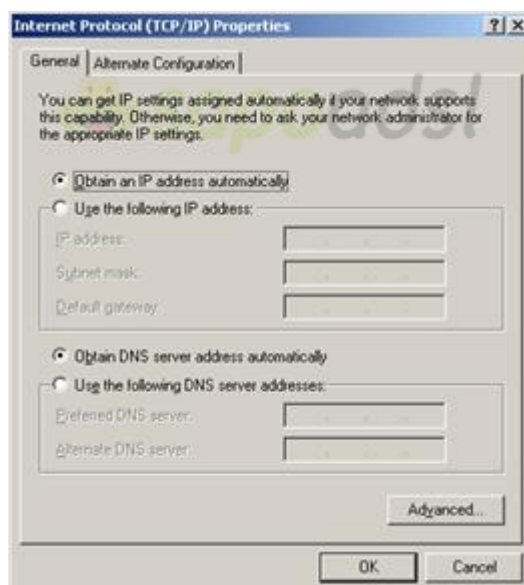 Internet Protocol (TCP/IP) Properties
General
Alternate Configuration
You can get IP settings assigned automatically if your network supports
this capability. Otherwise, you need to ask your network administrator for
the appropriate IP settings.
Obtain an IP address automatically
Use the following IP address:
IP address:
Subnet mask:
Default gateway:
Obtain DNS server address automatically
Use the following DNS server addresses:
Preferred DNS server:
Alternate DNS server:
Advanced...
OK
Cancel